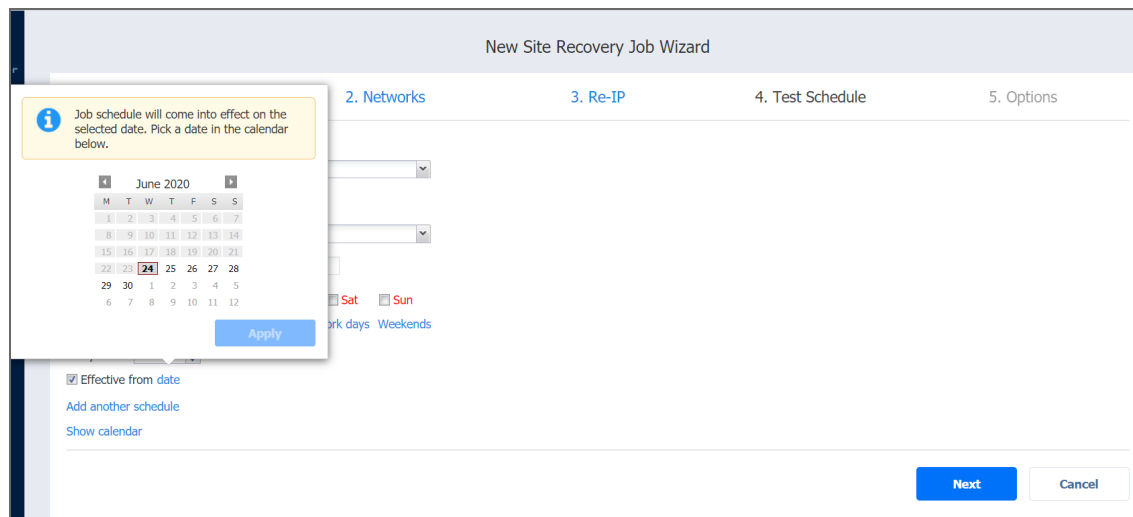 New Site Recovery Job Wizard
2. Networks
3. Re-IP
4. Test Schedule
5. Options
Job schedule will come into effect on the
selected date. Pick a date in the calendar
below.
June 2020
M T W T F S S
1 2 3 4 5 6 7
8 9 10 11 12 13 14
15 16 17 18 19 20 21
22 23 24 25 26 27 28
29 30 1 2 3 4 5
6 7 8 9 10 11 12
Apply
Sat Sun
days Weekends
Effective from date
Add another schedule
Show calendar
Next Cancel